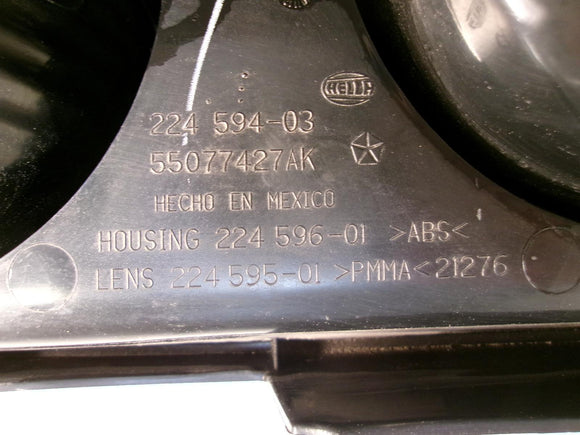 HELLA
224 594-03
55077427AK
HECHO EN MEXICO
HOUSING 224 596-01 >ABS<
LENS 224 595-01 >PMMA<21276